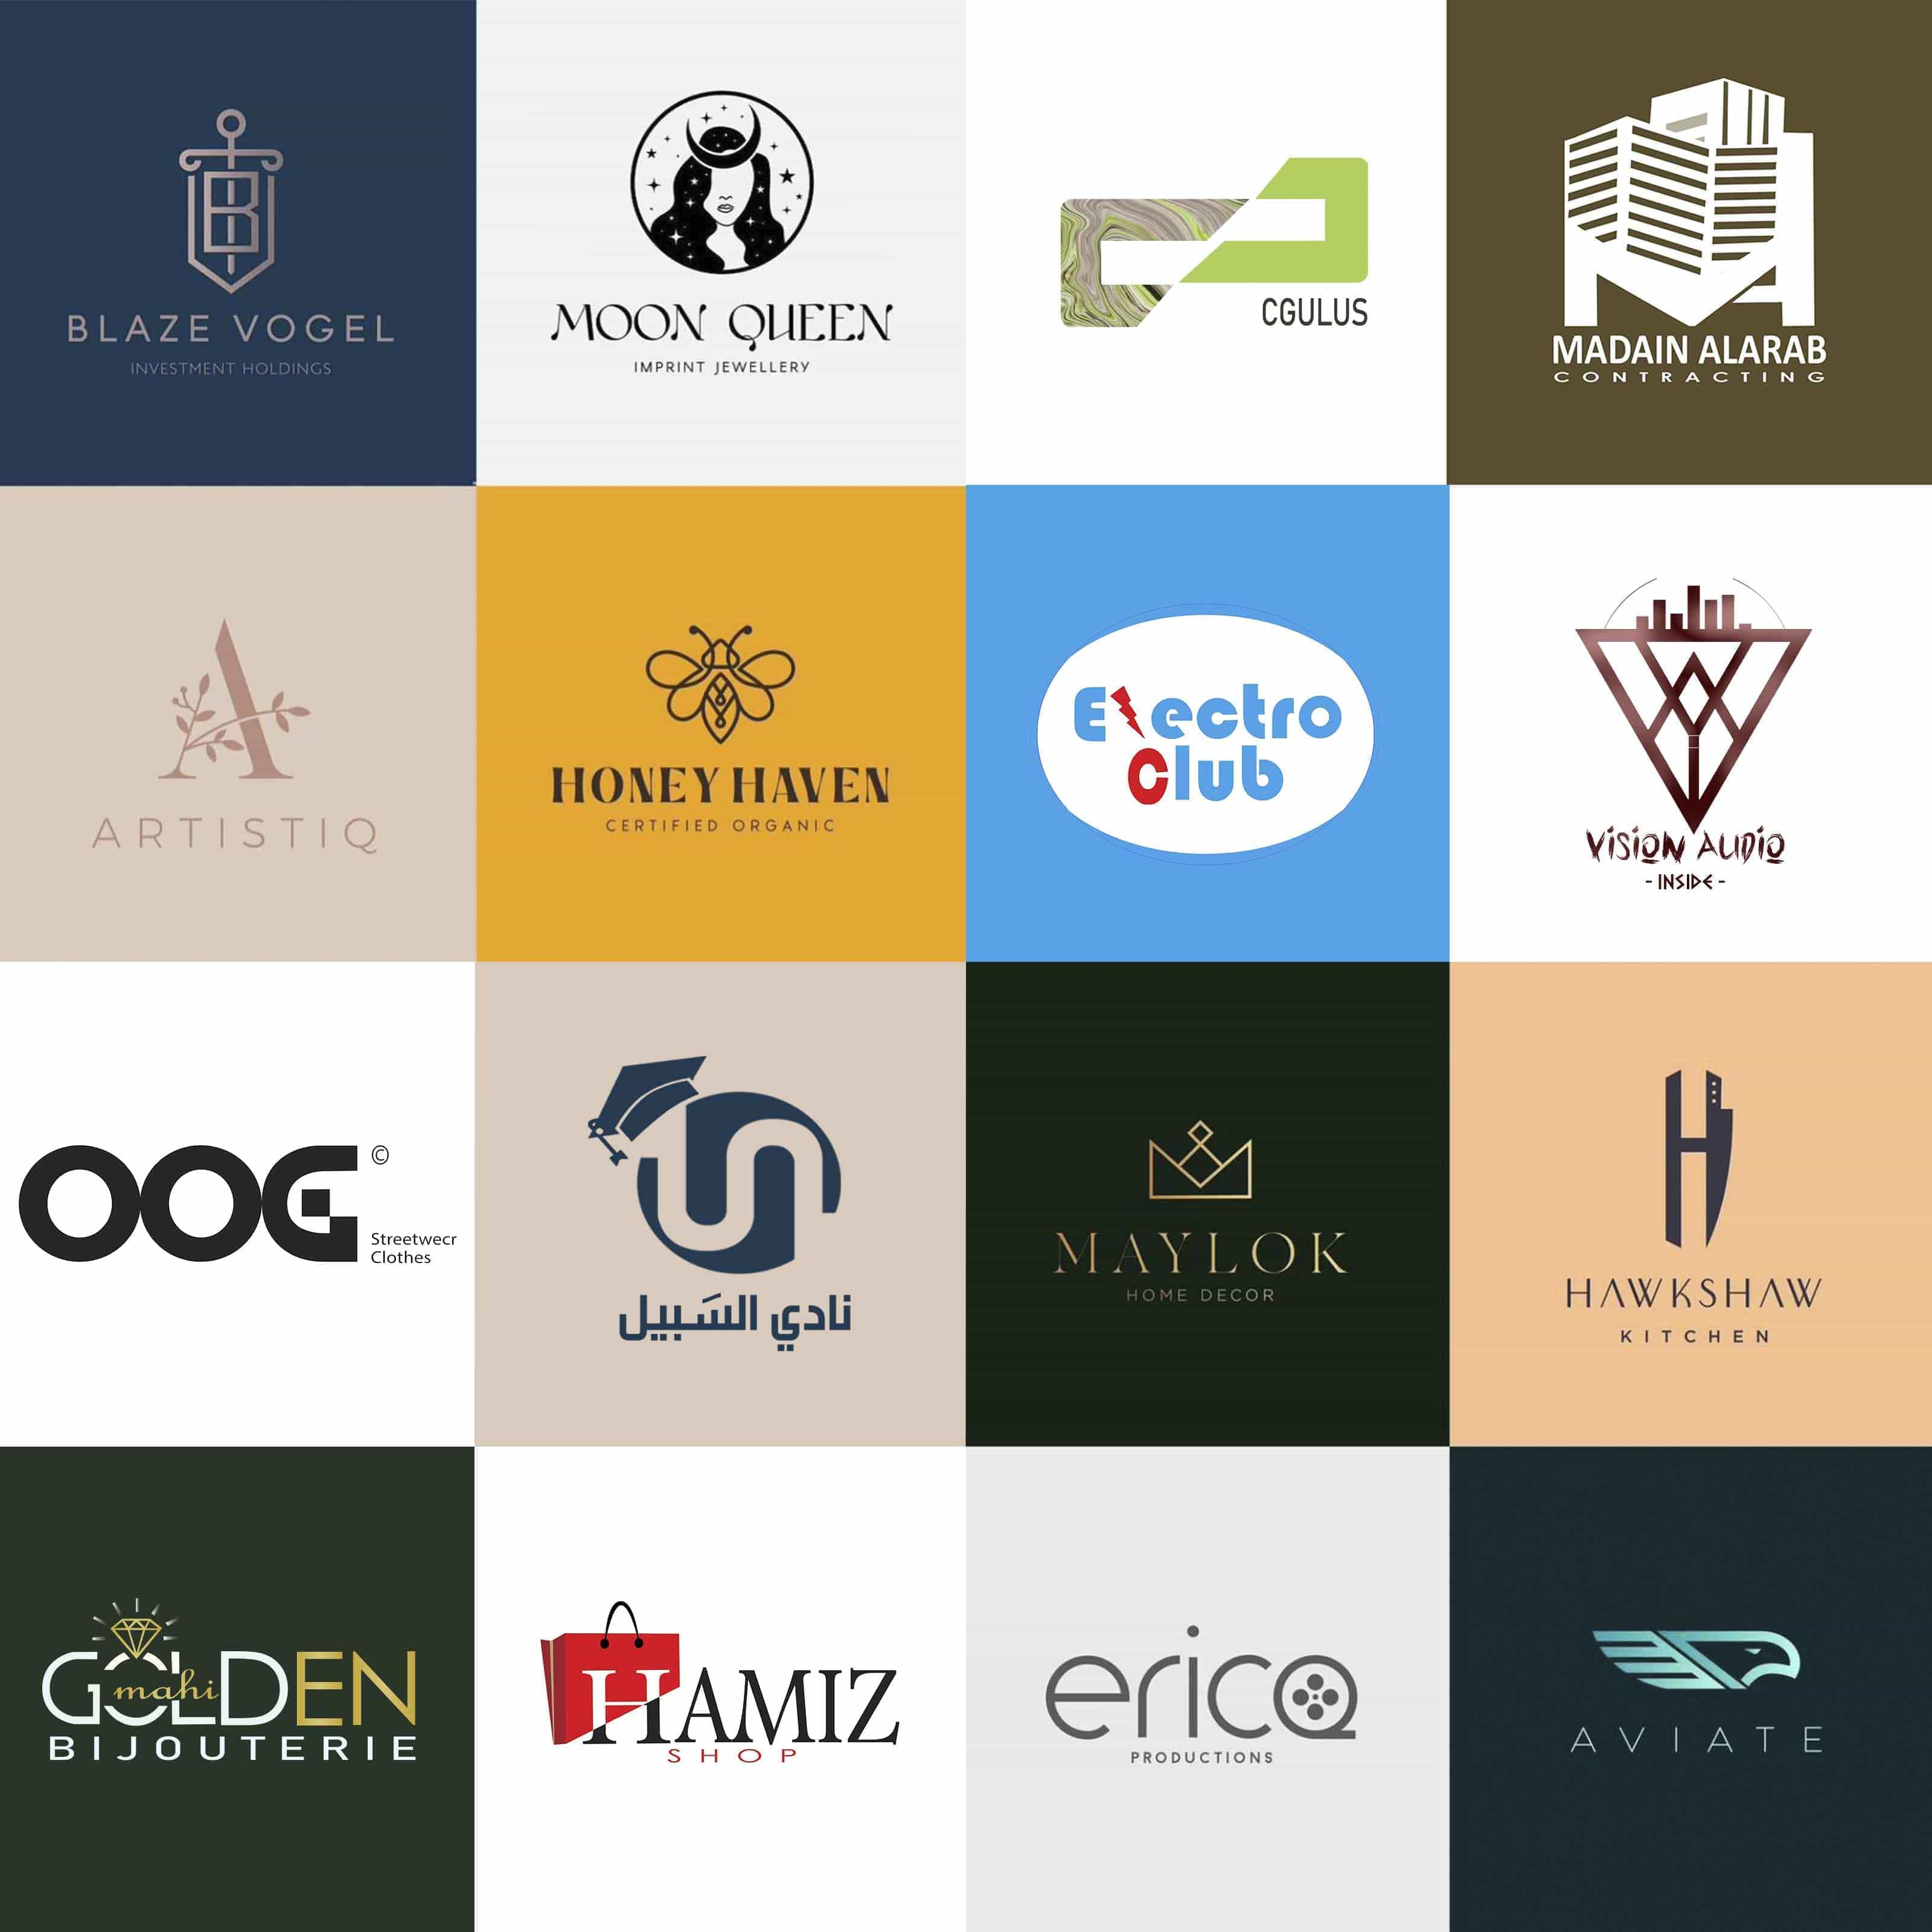 B
BLAZE VOGEL
INVESTMENT HOLDINGS
MOON QUEEN
IMPRINT JEWELLERY
CGULUS
MADAIN ALARAB
CONTRACTING
A
ARTISTIQ
HONEY HAVEN
CERTIFIED ORGANIC
Electro
Club
VISION AUDIO
- INSIDE -
OOE ©
Streetwecr
Clothes
نادي السَبيل
MAYLOK
HOME DECOR
H
HAWKSHAW
KITCHEN
GOLDEN
mahi
BIJOUTERIE
HAMIZ
SHOP
erica
PRODUCTIONS
AVIATE